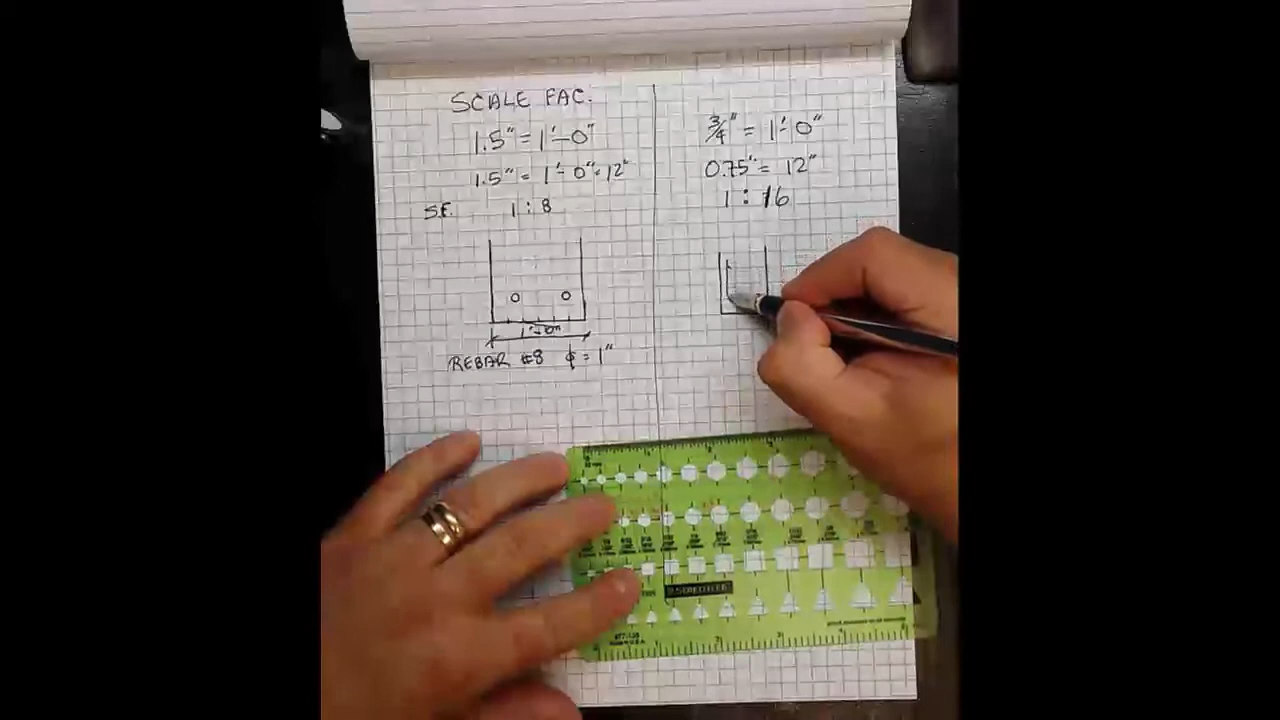 SCALE FAC.
1.5" = 1'-0"
1.5" = 1'-0" = 12"
S.F. 1 : 8
1'-0"
REBAR #8 ϕ = 1"
3/4" = 1'-0"
0.75" = 12"
1 : 16
STAEDTLER